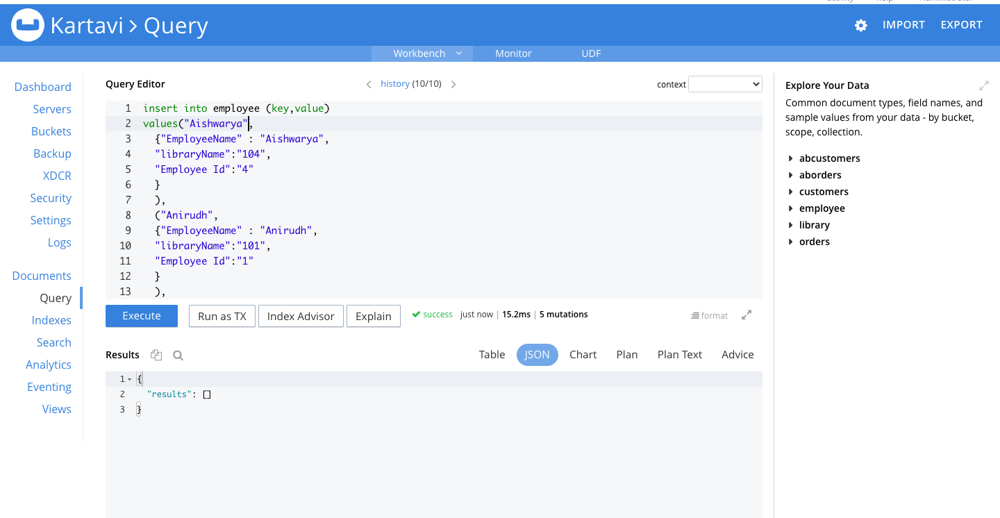 Kartavi > Query
IMPORT EXPORT
Workbench Monitor UDF
Dashboard
Servers
Buckets
Backup
XDCR
Security
Settings
Logs
Documents
Query
Indexes
Search
Analytics
Eventing
Views
Query Editor
history (10/10)
context
1 insert into employee (key,value)
2 values("Aishwarya",
3 {"EmployeeName" : "Aishwarya",
4 "libraryName":"104",
5 "Employee Id":"4"
6 }
7 ),
8 ("Anirudh",
9 {"EmployeeName" : "Anirudh",
10 "libraryName":"101",
11 "Employee Id":"1"
12 }
13 ),
Execute Run as TX Index Advisor Explain success just now | 15.2ms | 5 mutations format
Results Table JSON Chart Plan Plan Text Advice
1 {
2 "results": []
3 }
Explore Your Data
Common document types, field names, and
sample values from your data - by bucket,
scope, collection.
abcustomers
aborders
customers
employee
library
orders